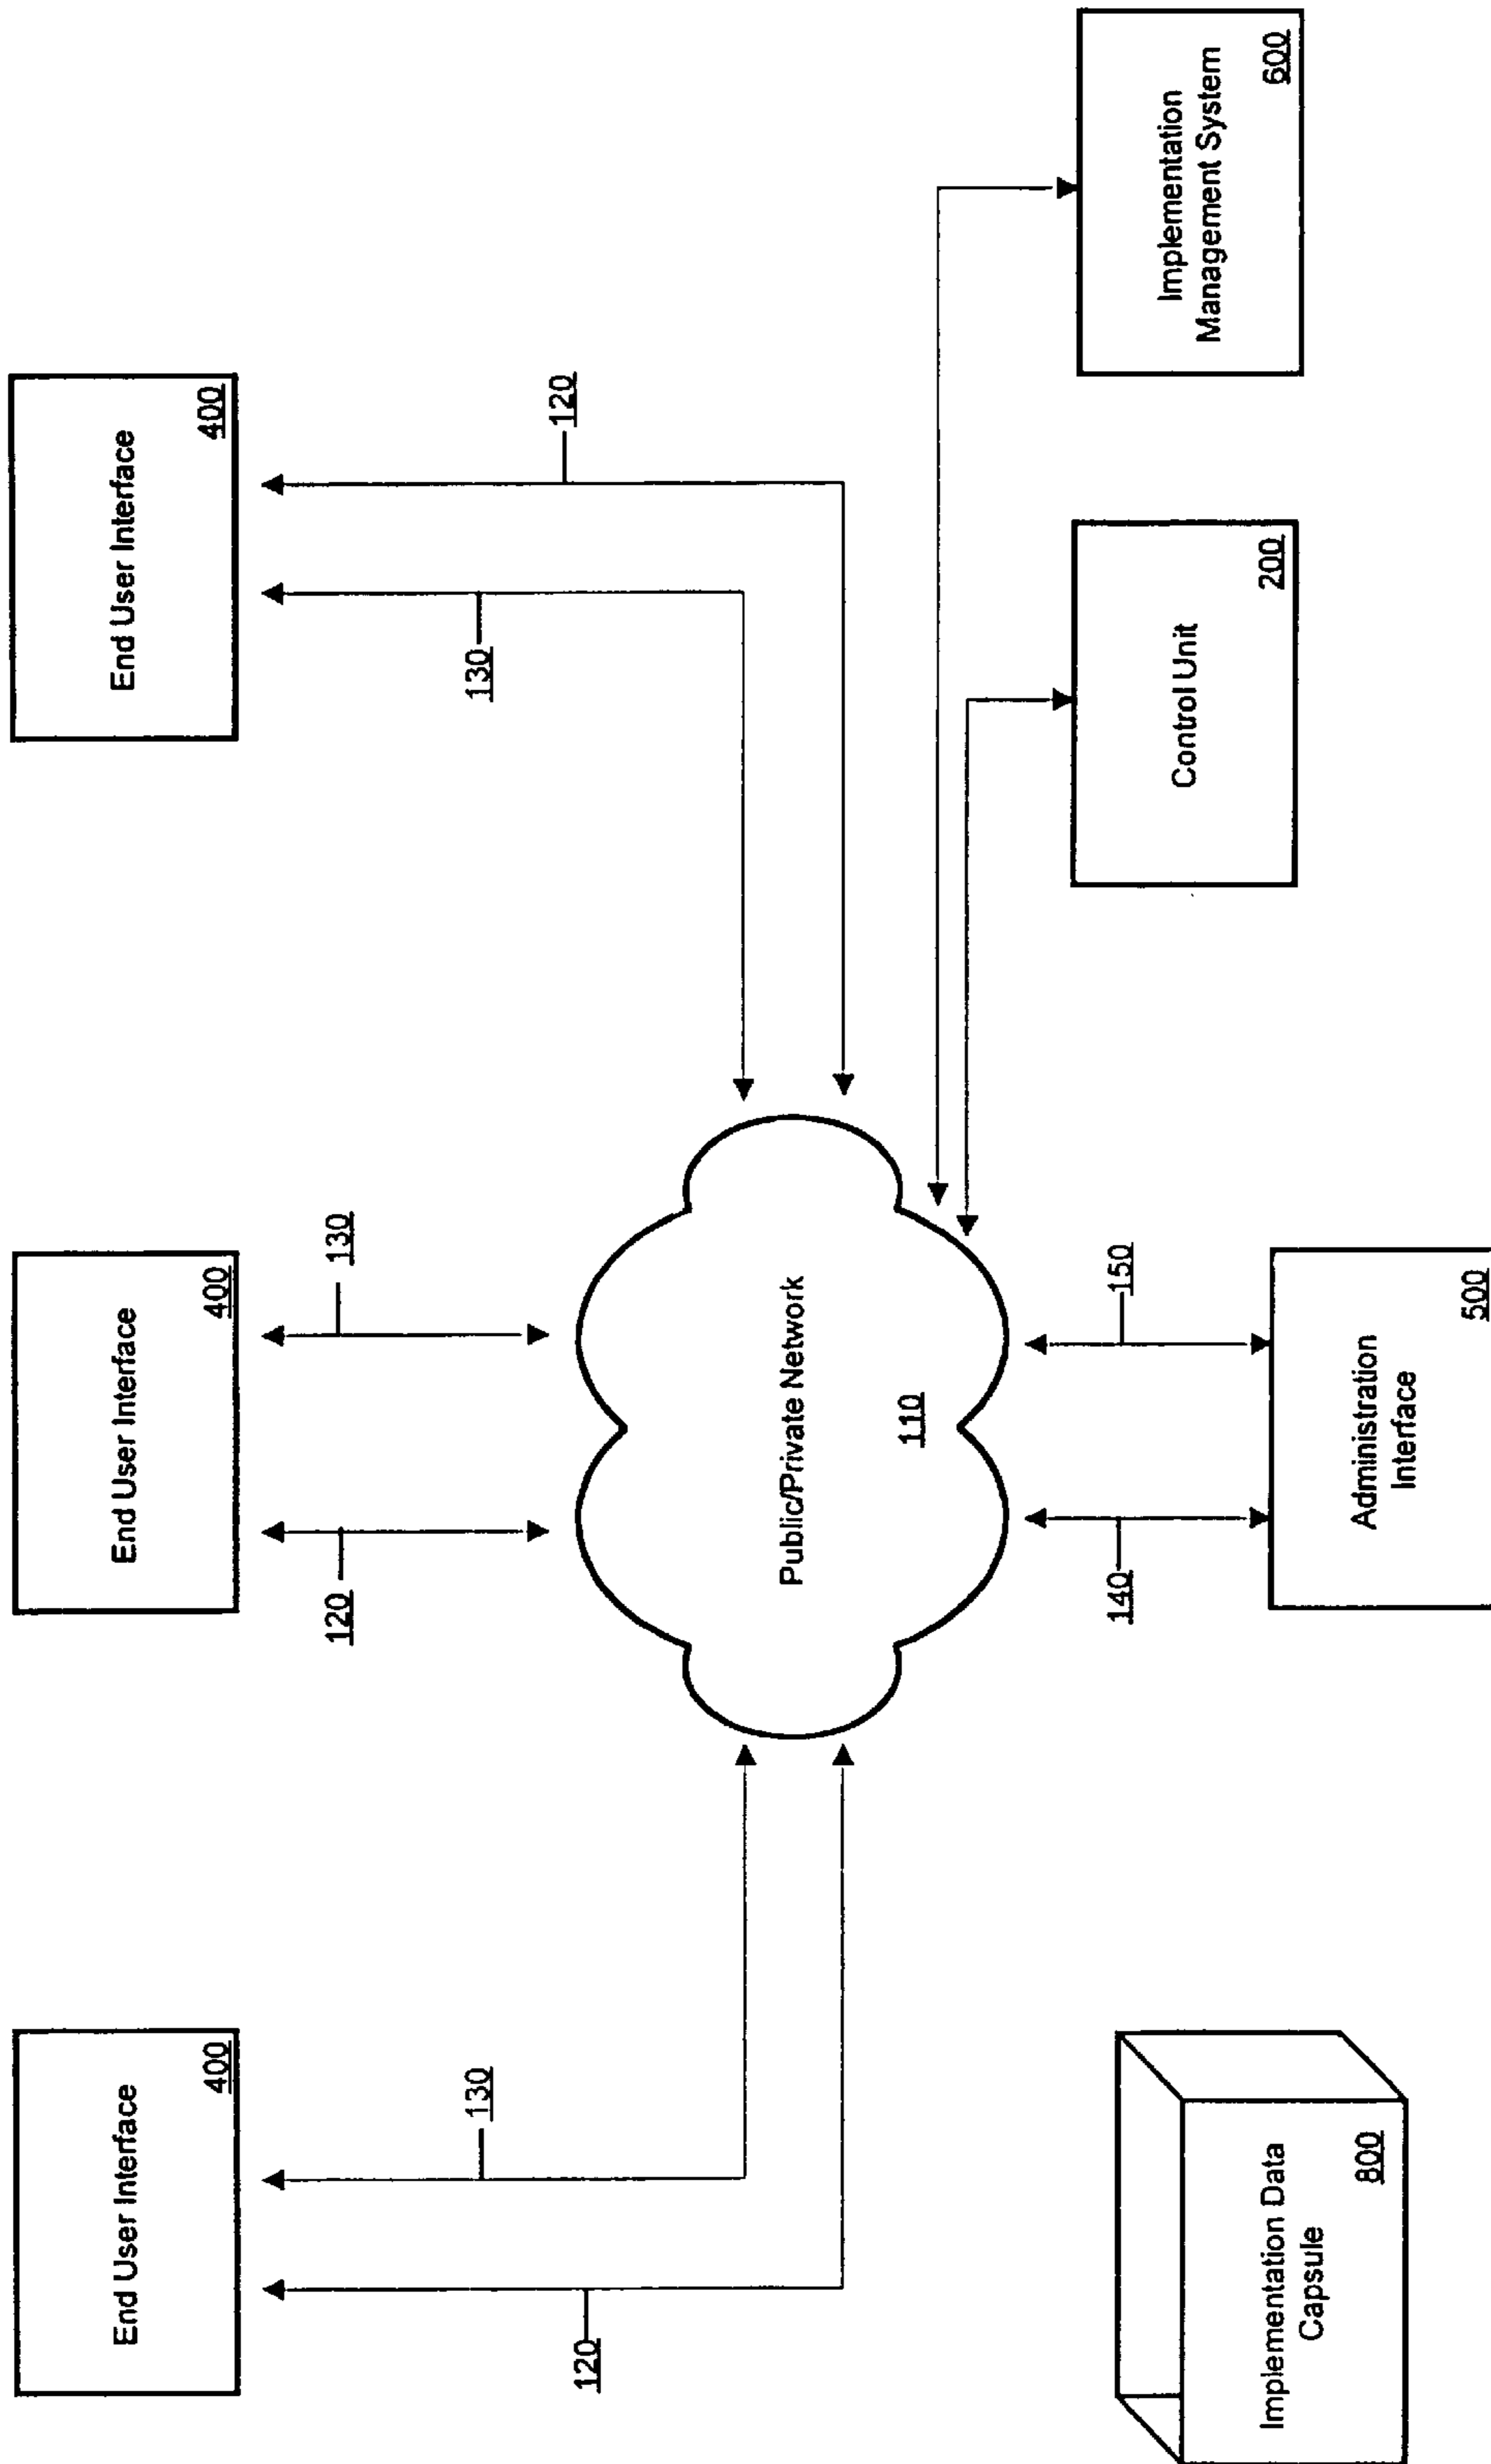 End User Interface
400
End User Interface
400
End User Interface
400
130
120
120
130
130
120
Public/Private Network
110
140
150
Implementation Data
Capsule
800
Administration
Interface
500
Control Unit
200
Implementation
Management System
600